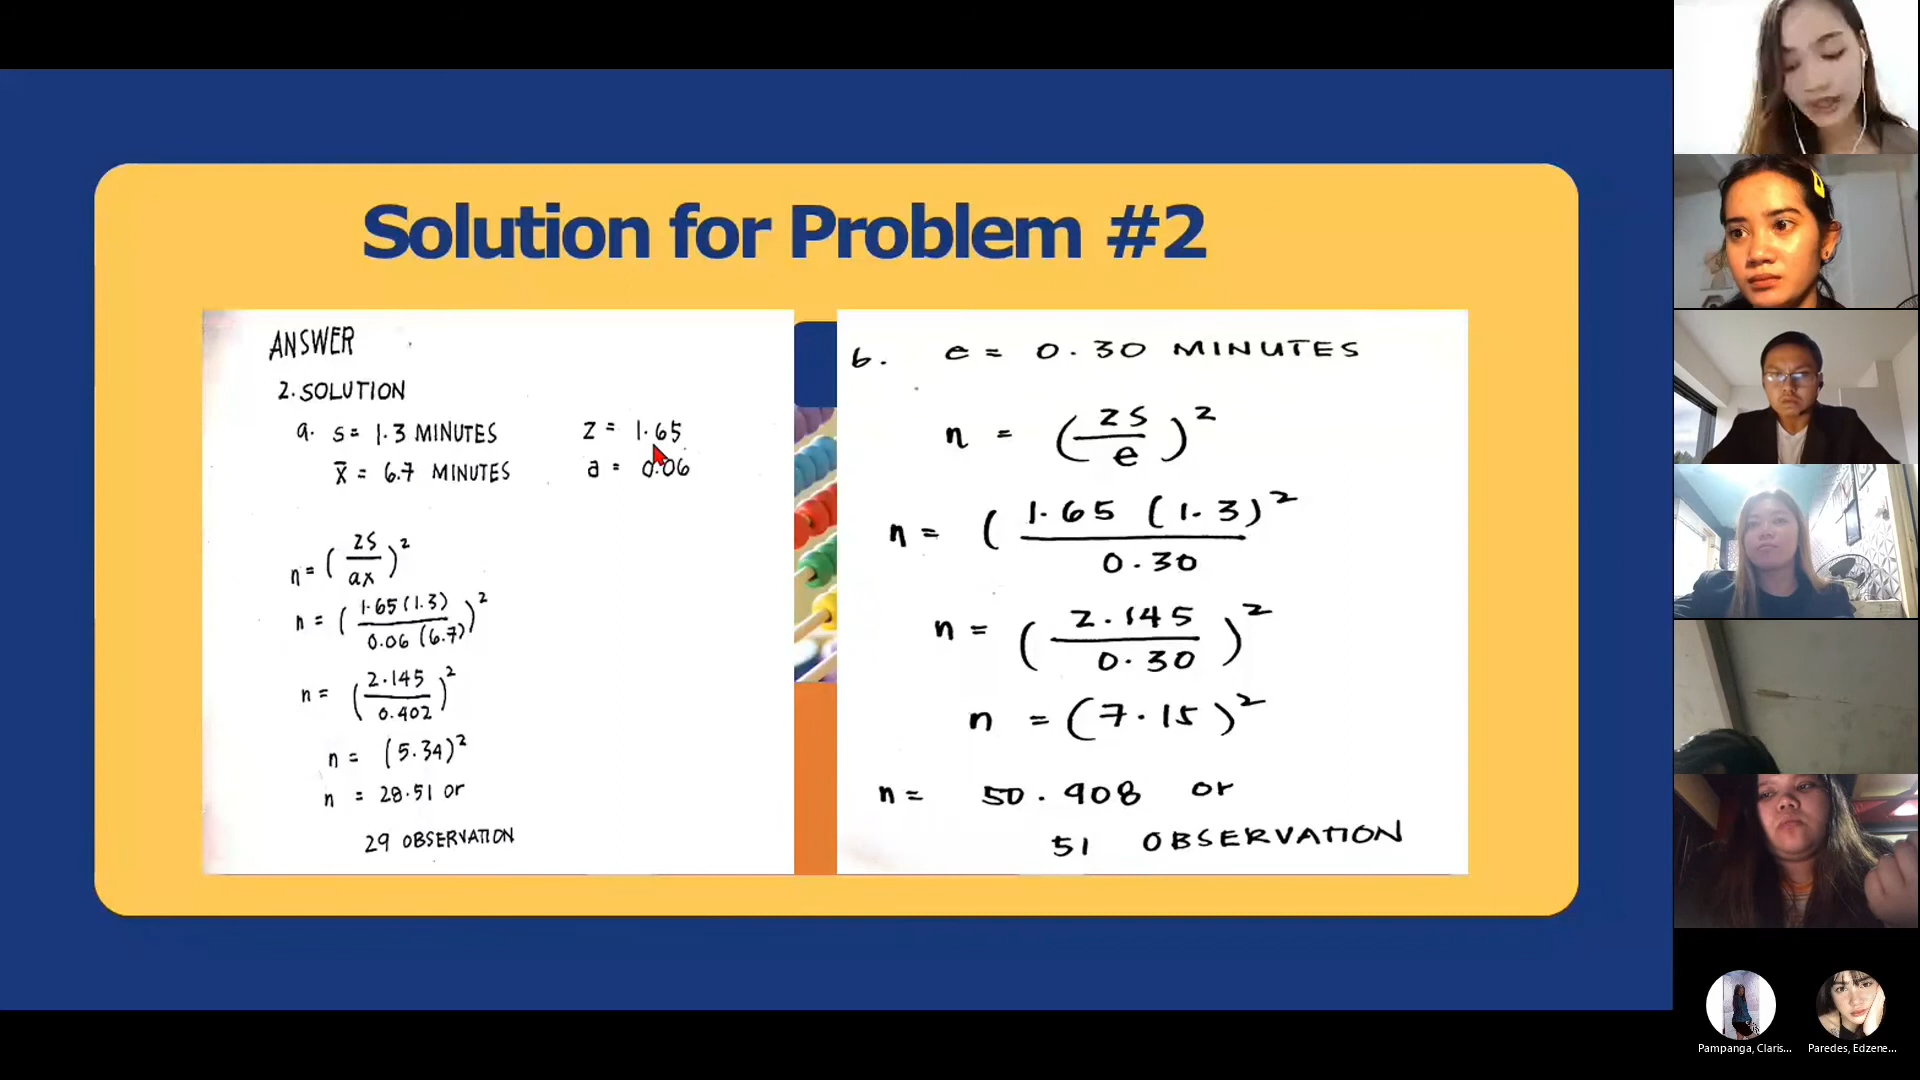 Solution for Problem #2
ANSWER
2. SOLUTION
a. s = 1.3 MINUTES
x̄ = 6.7 MINUTES
z = 1.65
a = 0.06
n = ( zs / ax )²
n = ( 1.65 (1.3) / 0.06 (6.7) )²
n = ( 2.145 / 0.402 )²
n = (5.34)²
n = 28.51 or
29 OBSERVATION
b. e = 0.30 MINUTES
n = ( zs / e )²
n = ( 1.65 (1.3)² / 0.30
n = ( 2.145 / 0.30 )²
n = (7.15)²
n = 50.908 or
51 OBSERVATION
Pampanga, Claris...
Paredes, Edzene...